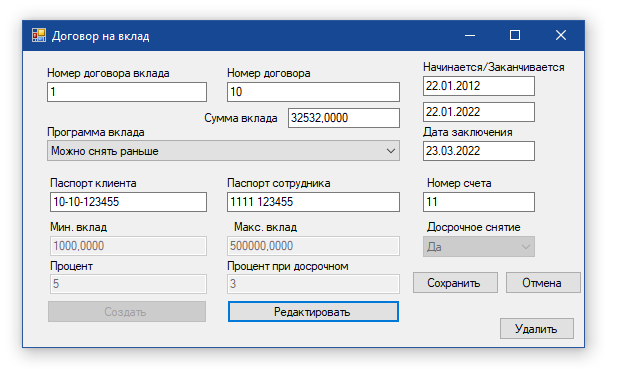 Договор на вклад
Номер договора вклада
Номер договора
Начинается/Заканчивается
1
10
22.01.2012
Сумма вклада
32532,0000
22.01.2022
Программа вклада
Дата заключения
Можно снять раньше
23.03.2022
Паспорт клиента
Паспорт сотрудника
Номер счета
10-10-123455
1111 123455
11
Мин. вклад
Макс. вклад
Досрочное снятие
1000,0000
500000,0000
Да
Процент
Процент при досрочном
5
3
Сохранить
Отмена
Создать
Редактировать
Удалить